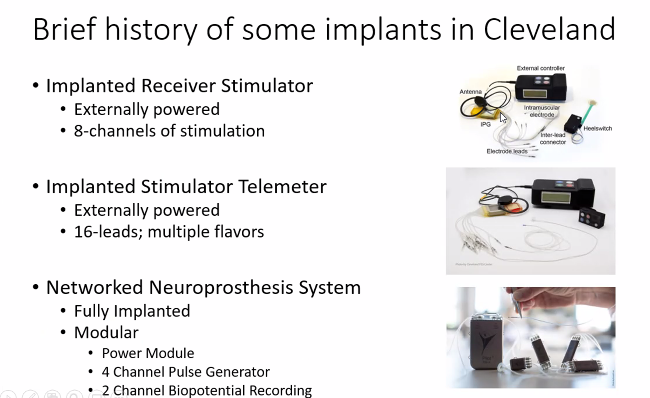 Brief history of some implants in Cleveland
• Implanted Receiver Stimulator
• Externally powered
• 8-channels of stimulation
• Implanted Stimulator Telemeter
• Externally powered
• 16-leads; multiple flavors
• Networked Neuroprosthesis System
• Fully Implanted
• Modular
• Power Module
• 4 Channel Pulse Generator
• 2 Channel Biopotential Recording
External controller
Antenna
Intramuscular
electrode
IPG
Heelswitch
Inter-lead
connector
Electrode leads